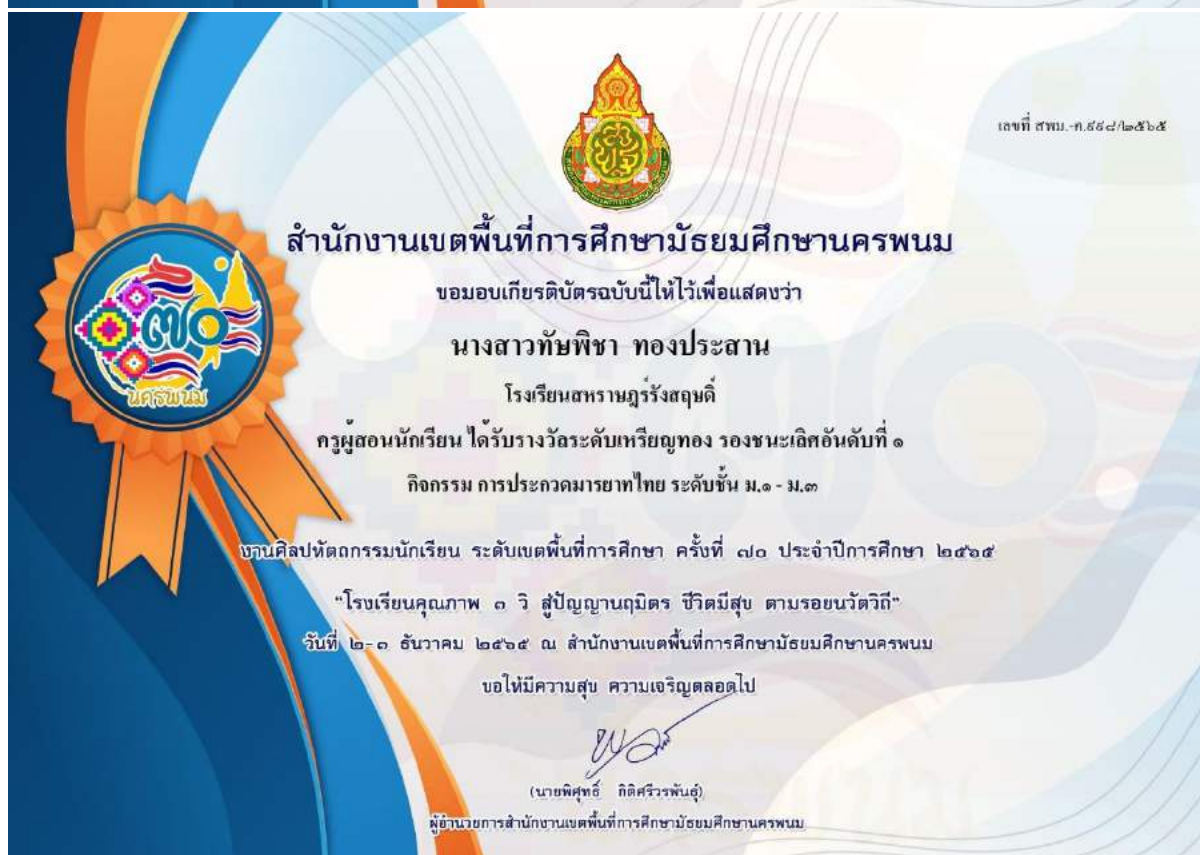 เลขที่ สพม.-ก.๙๙๘/๒๕๖๕
สำนักงานเขตพื้นที่การศึกษามัธยมศึกษานครพนม
ขอมอบเกียรติบัตรฉบับนี้ให้ไว้เพื่อแสดงว่า
นางสาวทัษพิชา ทองประสาน
โรงเรียนสหราษฎร์รังสฤษดิ์
ครูผู้สอนนักเรียน ได้รับรางวัลระดับเหรียญทอง รองชนะเลิศอันดับที่ ๑
กิจกรรม การประกวดมารยาทไทย ระดับชั้น ม.๑ - ม.๓
๗๐
นครพนม
งานศิลปหัตถกรรมนักเรียน ระดับเขตพื้นที่การศึกษา ครั้งที่ ๗๐ ประจำปีการศึกษา ๒๕๖๕
“โรงเรียนคุณภาพ ๓ วิ สู่ปัญญานฤมิตร ชีวิตมีสุข ตามรอยนวัตวิถี”
วันที่ ๒-๓ ธันวาคม ๒๕๖๕ ณ สำนักงานเขตพื้นที่การศึกษามัธยมศึกษานครพนม
ขอให้มีความสุข ความเจริญตลอดไป
(นายพิศุทธิ์ กิติศรีวรพันธุ์)
ผู้อำนวยการสำนักงานเขตพื้นที่การศึกษามัธยมศึกษานครพนม